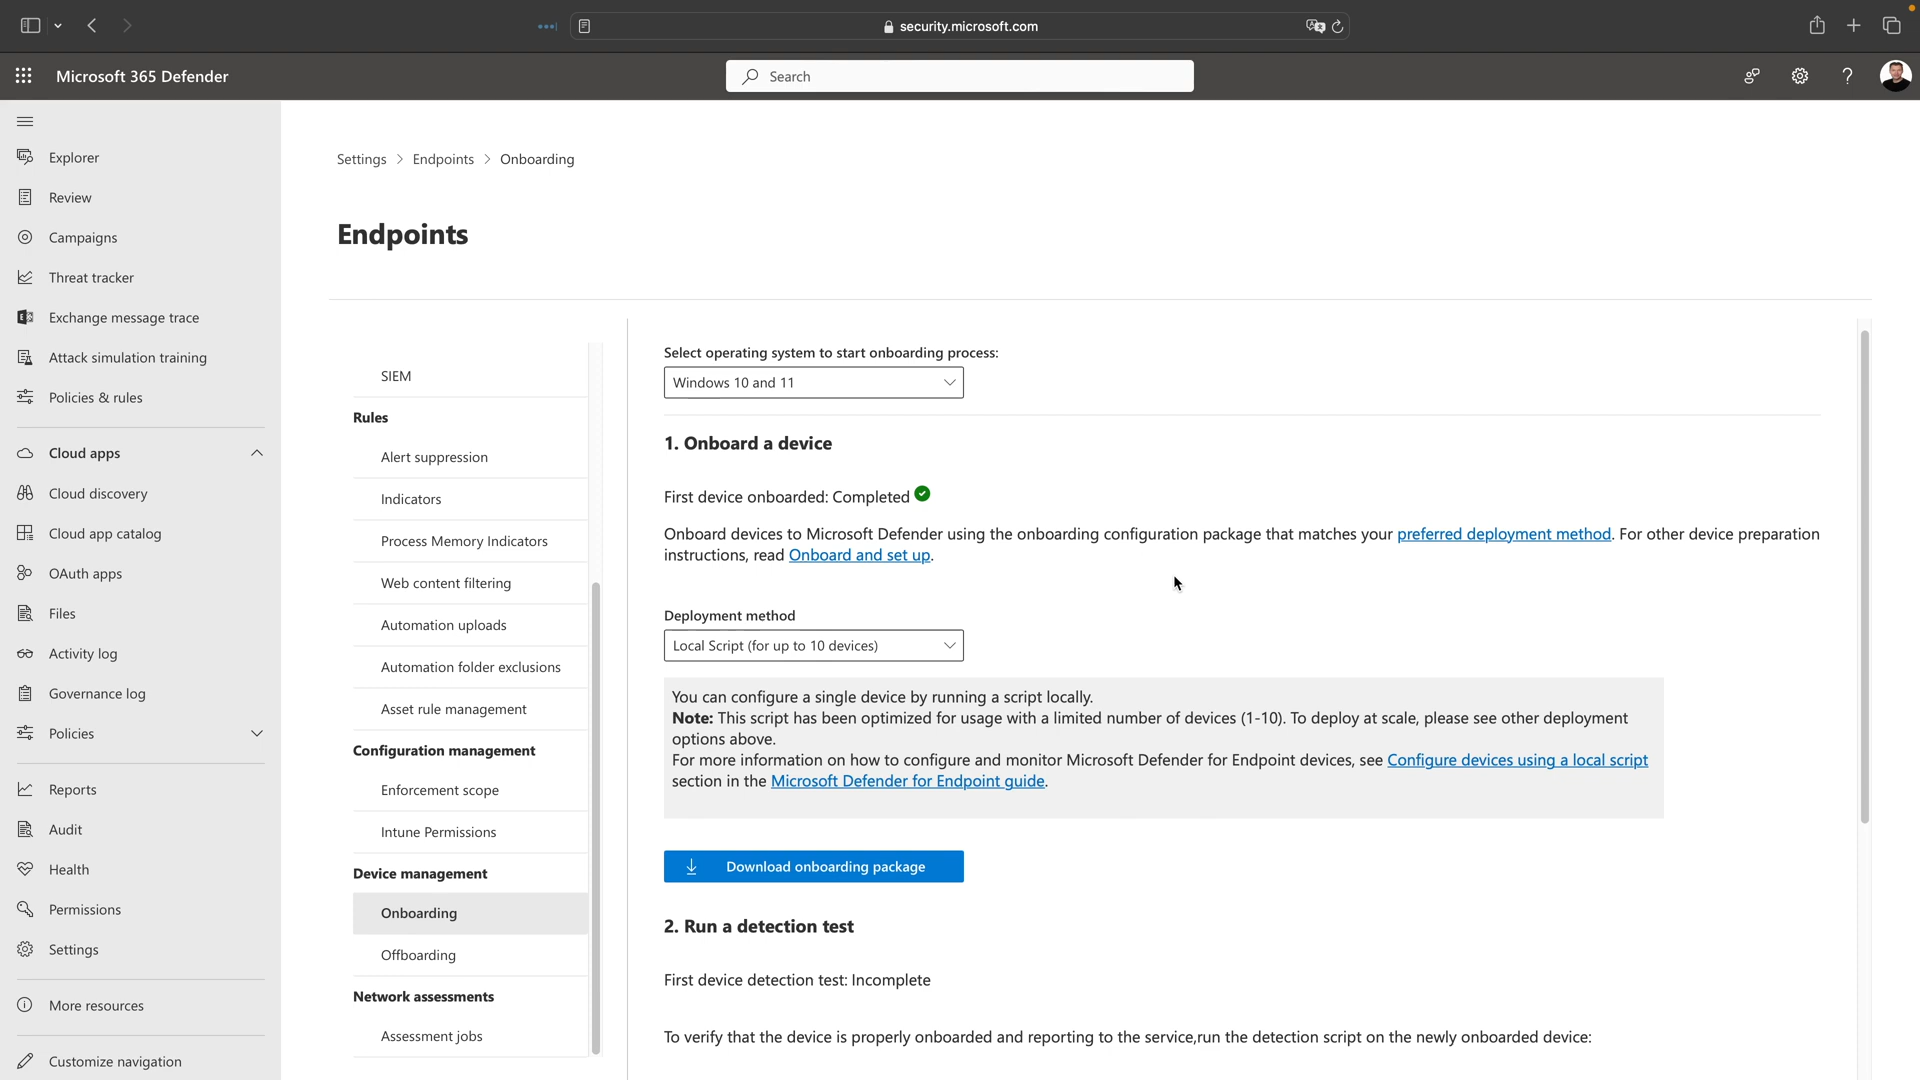 security.microsoft.com
Microsoft 365 Defender
Search
Explorer
Review
Campaigns
Threat tracker
Exchange message trace
Attack simulation training
Policies & rules
Cloud apps
Cloud discovery
Cloud app catalog
OAuth apps
Files
Activity log
Governance log
Policies
Reports
Audit
Health
Permissions
Settings
More resources
Customize navigation
Settings > Endpoints > Onboarding
Endpoints
SIEM
Rules
Alert suppression
Indicators
Process Memory Indicators
Web content filtering
Automation uploads
Automation folder exclusions
Asset rule management
Configuration management
Enforcement scope
Intune Permissions
Device management
Onboarding
Offboarding
Network assessments
Assessment jobs
Select operating system to start onboarding process:
Windows 10 and 11
1. Onboard a device
First device onboarded: Completed
Onboard devices to Microsoft Defender using the onboarding configuration package that matches your preferred deployment method. For other device preparation
instructions, read Onboard and set up.
Deployment method
Local Script (for up to 10 devices)
You can configure a single device by running a script locally.
Note: This script has been optimized for usage with a limited number of devices (1-10). To deploy at scale, please see other deployment
options above.
For more information on how to configure and monitor Microsoft Defender for Endpoint devices, see Configure devices using a local script
section in the Microsoft Defender for Endpoint guide.
Download onboarding package
2. Run a detection test
First device detection test: Incomplete
To verify that the device is properly onboarded and reporting to the service,run the detection script on the newly onboarded device: